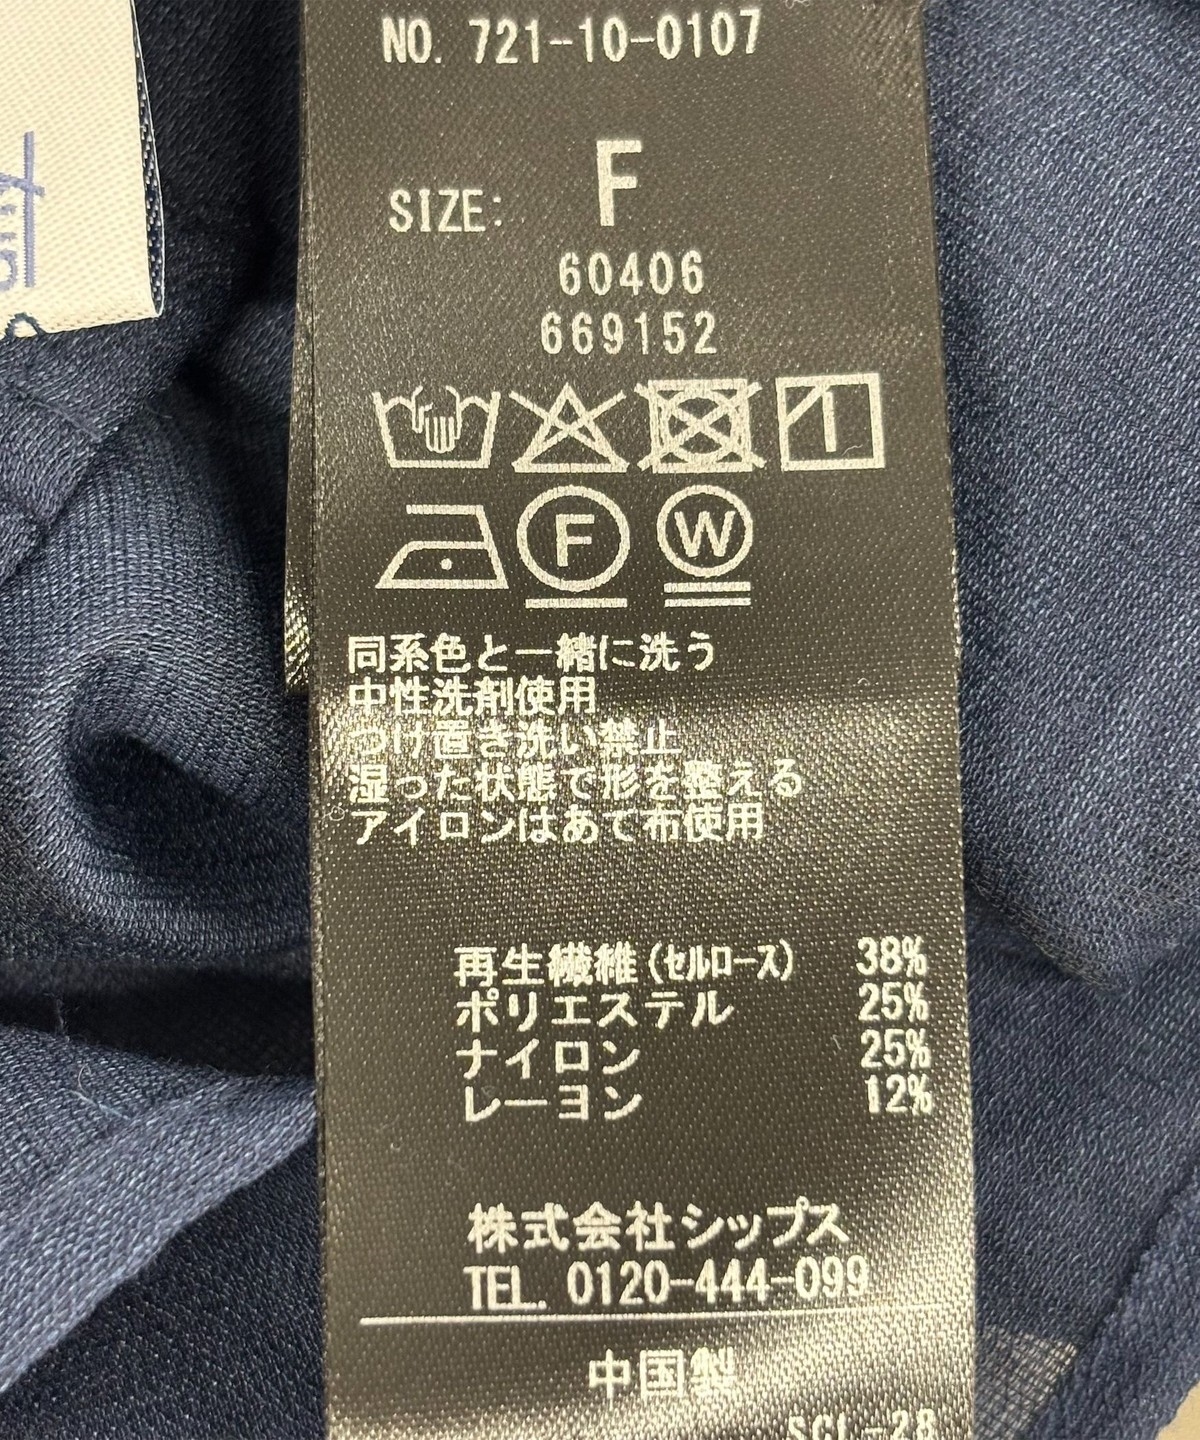 NO. 721-10-0107
SIZE: F
60406
669152
F W
同系色と一緒に洗う
中性洗剤使用
つけ置き洗い禁止
湿った状態で形を整える
アイロンはあて布使用
再生繊維(セルロース) 38%
ポリエステル 25%
ナイロン 25%
レーヨン 12%
株式会社シップス
TEL. 0120-444-099
中国製
SCL-28